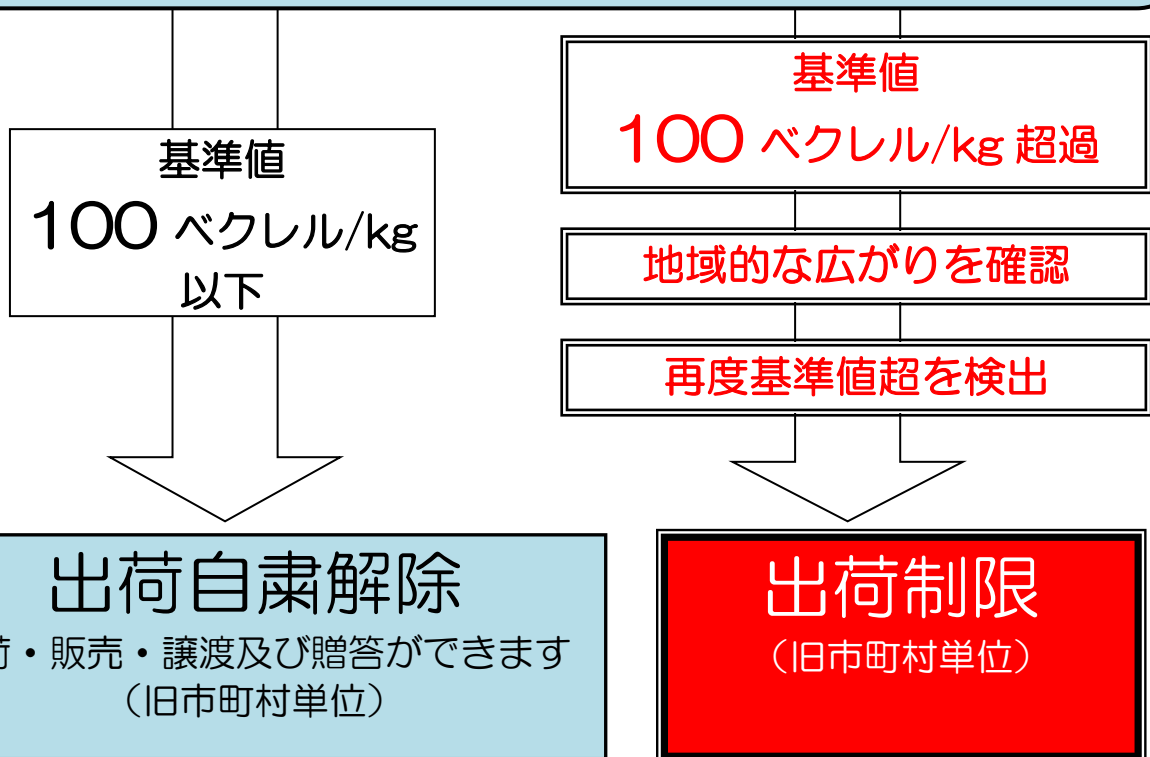 基準値
100 ベクレル/kg
以下
基準値
100 ベクレル/kg 超過
地域的な広がりを確認
再度基準値超を検出
出荷自粛解除
・販売・譲渡及び贈答ができます
（旧市町村単位）
出荷制限
（旧市町村単位）